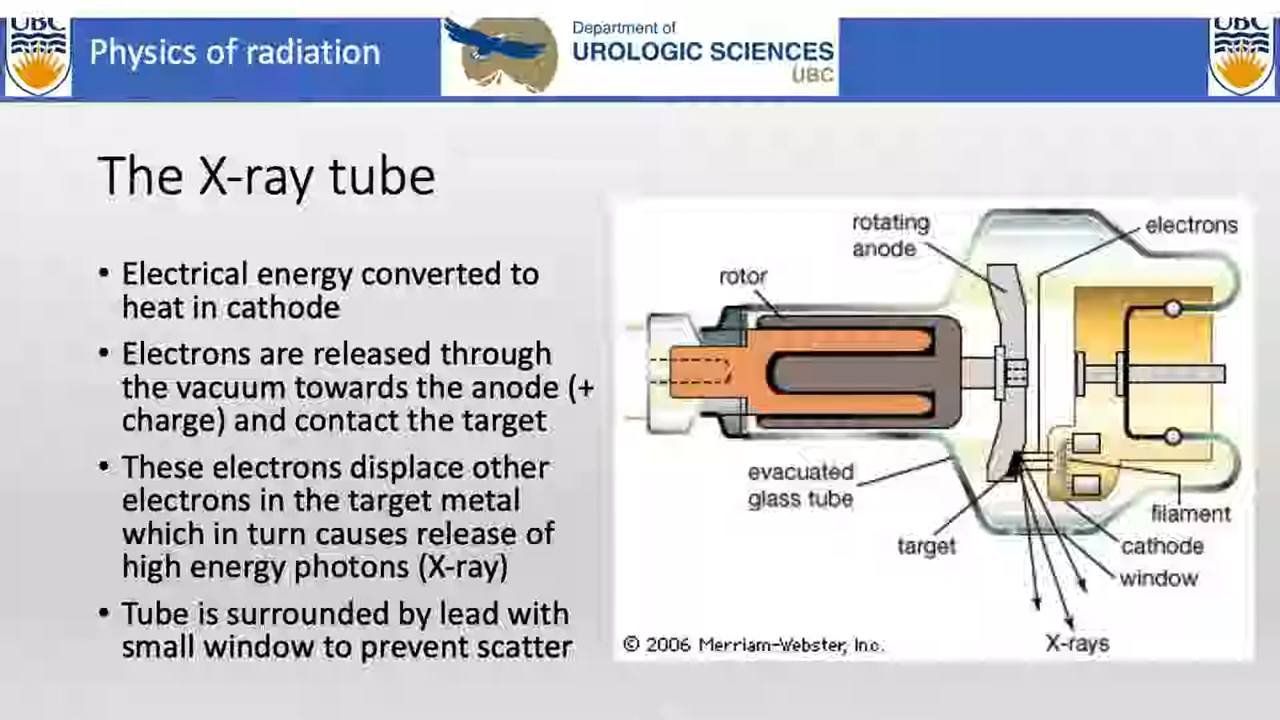 UBC
Physics of radiation
Department of
UROLOGIC SCIENCES
UBC
UBC
The X-ray tube
• Electrical energy converted to
heat in cathode
• Electrons are released through
the vacuum towards the anode (+
charge) and contact the target
• These electrons displace other
electrons in the target metal
which in turn causes release of
high energy photons (X-ray)
• Tube is surrounded by lead with
small window to prevent scatter
rotating
anode
electrons
rotor
evacuated
glass tube
target
filament
cathode
window
X-rays
© 2006 Merriam-Webster, Inc.